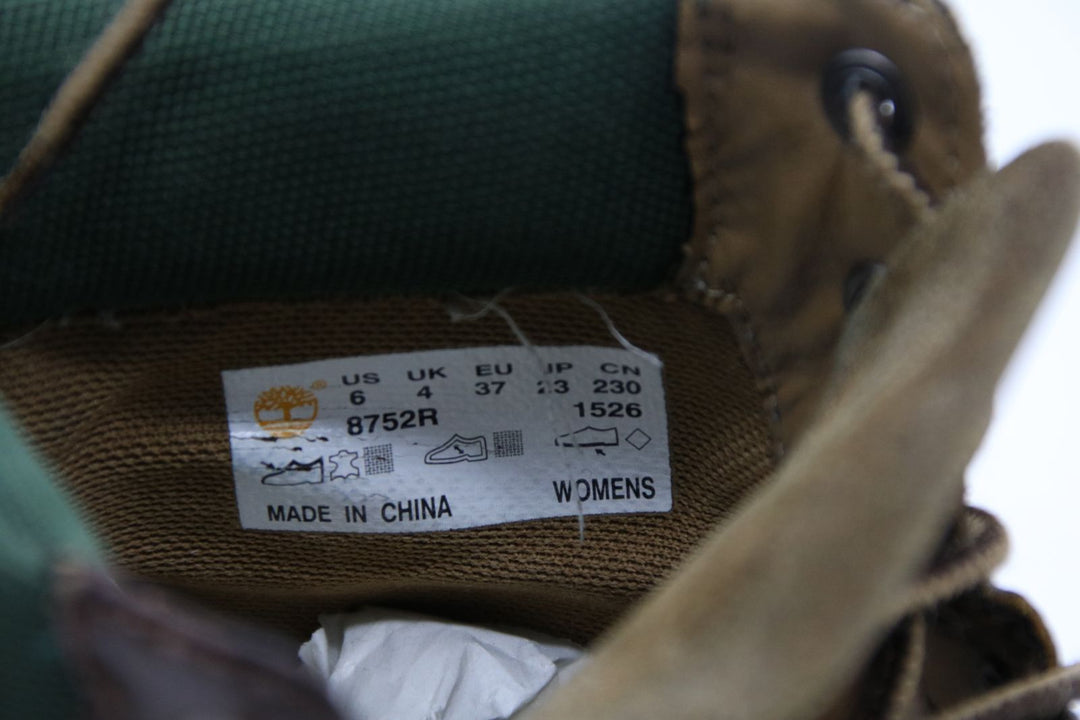 US UK EU JP CN
6 4 37 23 230
8752R 1526
MADE IN CHINA WOMENS